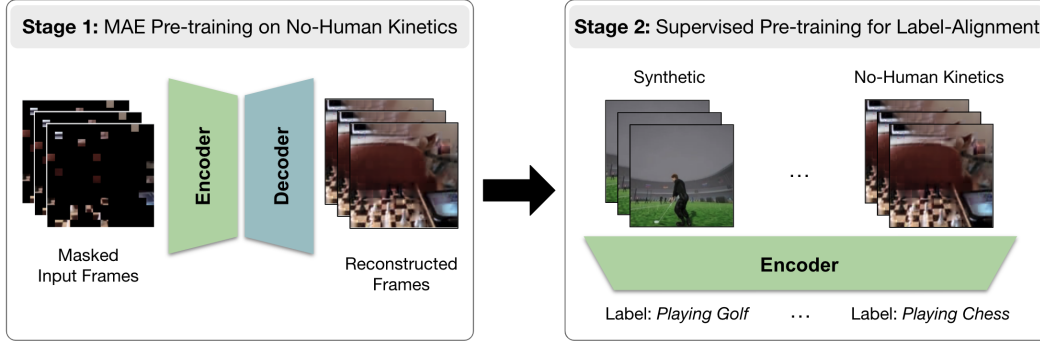 Stage 1: MAE Pre-training on No-Human Kinetics
Encoder
Decoder
Masked
Input Frames
Reconstructed
Frames
Stage 2: Supervised Pre-training for Label-Alignment
Synthetic
No-Human Kinetics
...
Encoder
Label: Playing Golf
...
Label: Playing Chess